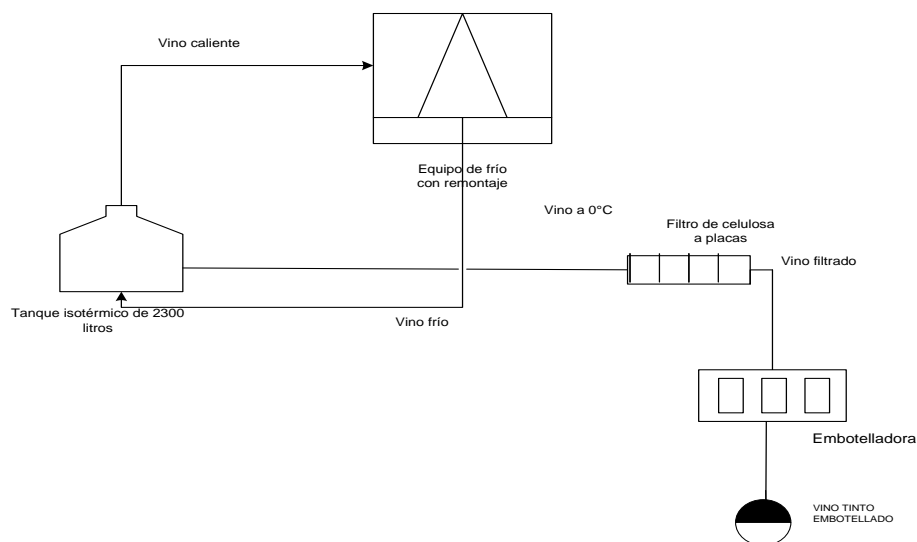 Vino caliente
Equipo de frío
con remontaje
Vino a 0°C
Filtro de celulosa
a placas
Vino filtrado
Tanque isotérmico de 2300
litros
Vino frío
Embotelladora
VINO TINTO
EMBOTELLADO